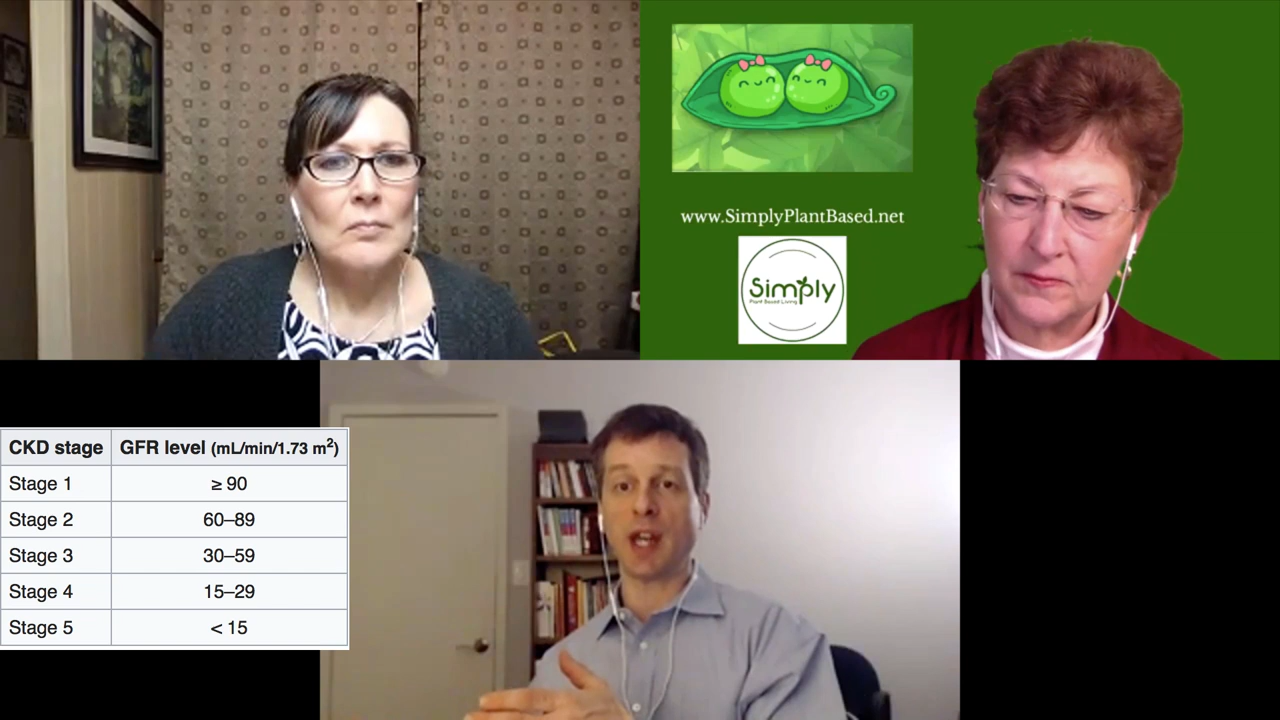 www.SimplyPlantBased.net
Simply
Plant Based Living
CKD stage GFR level (mL/min/1.73 m²)
Stage 1 ≥ 90
Stage 2 60–89
Stage 3 30–59
Stage 4 15–29
Stage 5 < 15